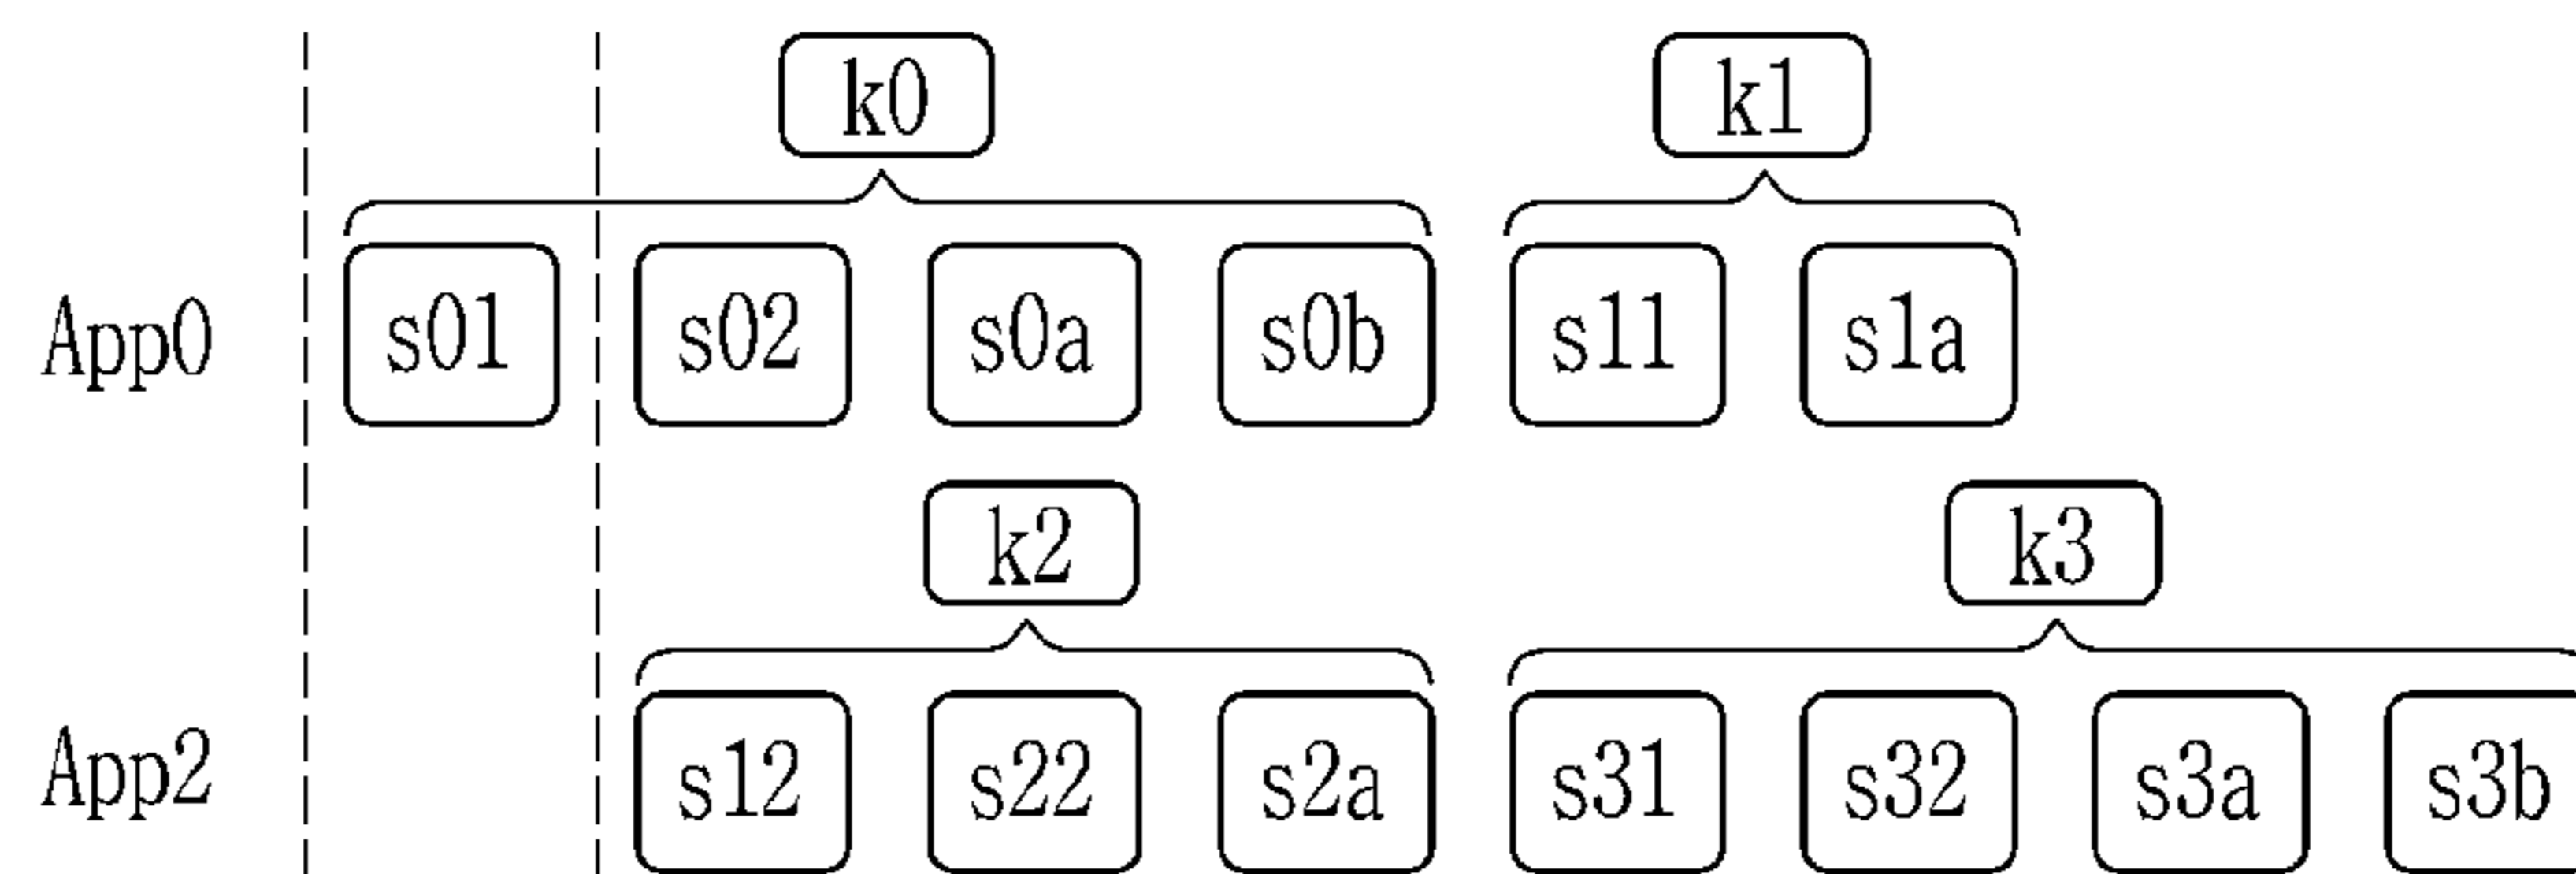 k0 k1
App0 s01 s02 s0a s0b s11 s1a
k2 k3
App2 s12 s22 s2a s31 s32 s3a s3b